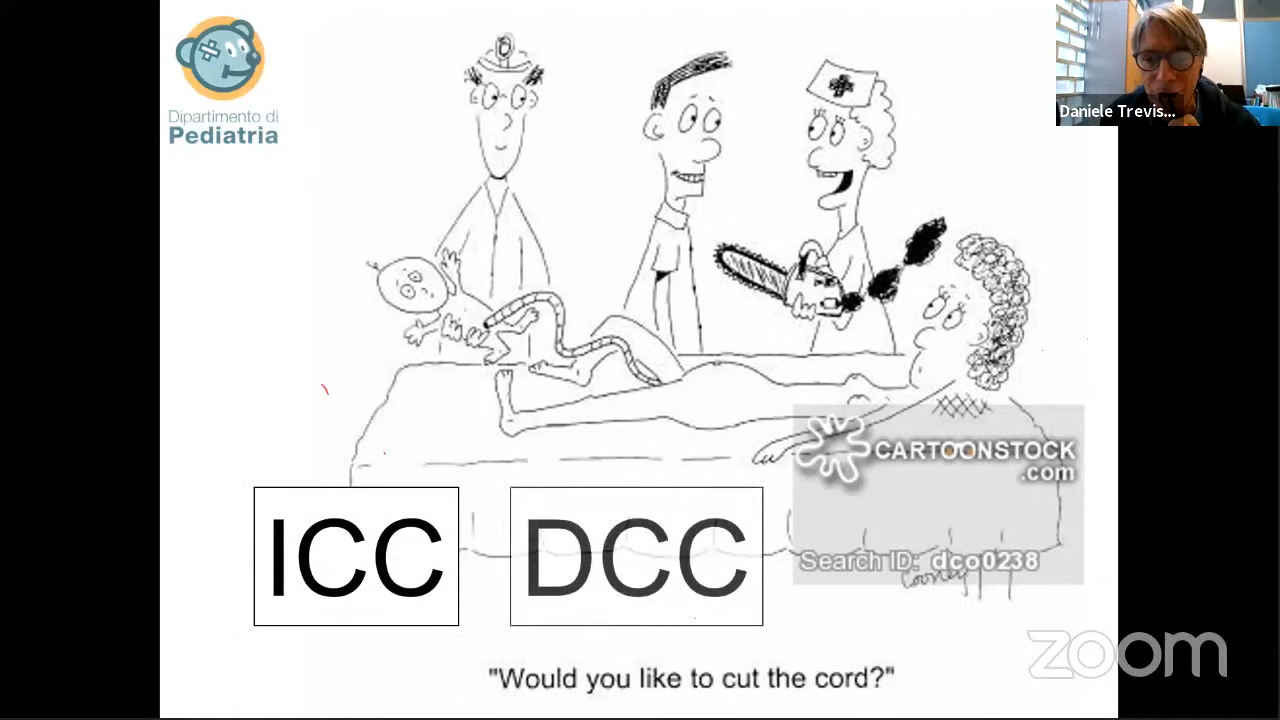 Dipartimento di
Pediatria
Daniele Trevis...
CARTOONSTOCK
.com
Search ID: dco0238
ICC
DCC
zoom
"Would you like to cut the cord?"